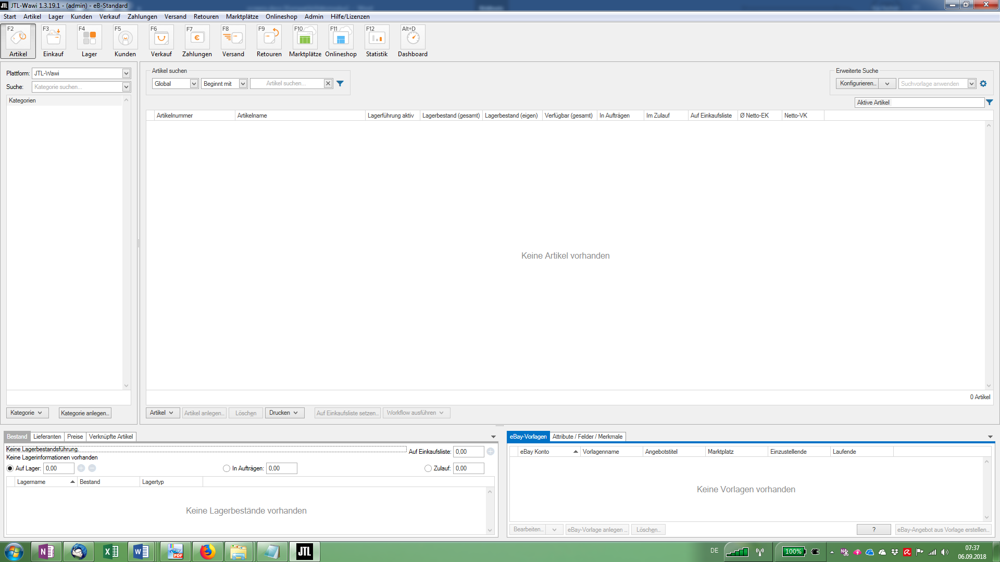 JTL JTL-Wawi 1.3.19.1 - (admin) - eB-Standard
Start Artikel Lager Kunden Verkauf Zahlungen Versand Retouren Marktplätze Onlineshop Admin Hilfe/Lizenzen
F2 F3 F4 F5 F6 F7 F8 F9 F10 F11 F12 Alt+D
Artikel Einkauf Lager Kunden Verkauf Zahlungen Versand Retouren Marktplätze Onlineshop Statistik Dashboard
Plattform: JTL-Wawi
Suche: Kategorie suchen...
Kategorien
Artikel suchen
Global Beginnt mit Artikel suchen...
Erweiterte Suche
Konfigurieren... Suchvorlage anwenden
Aktive Artikel
Artikelnummer Artikelname Lagerführung aktiv Lagerbestand (gesamt) Lagerbestand (eigen) Verfügbar (gesamt) In Aufträgen Im Zulauf Auf Einkaufsliste Ø Netto-EK Netto-VK
Keine Artikel vorhanden
0 Artikel
Kategorie Kategorie anlegen...
Artikel Artikel anlegen... Löschen Drucken Auf Einkaufsliste setzen... Workflow ausführen
Bestand Lieferanten Preise Verknüpfte Artikel
Keine Lagerbestandsführung.
Auf Einkaufsliste: 0,00
Keine Lagerinformationen vorhanden
Auf Lager: 0,00 In Aufträgen: 0,00 Zulauf: 0,00
Lagername Bestand Lagertyp
Keine Lagerbestände vorhanden
eBay-Vorlagen Attribute / Felder / Merkmale
eBay Konto Vorlagenname Angebotstitel Marktplatz Einzustellende Laufende
Keine Vorlagen vorhanden
Bearbeiten... eBay-Vorlage anlegen ... Löschen... ? eBay-Angebot aus Vorlage erstellen...
JTL
DE 100%
07:37
06.09.2018